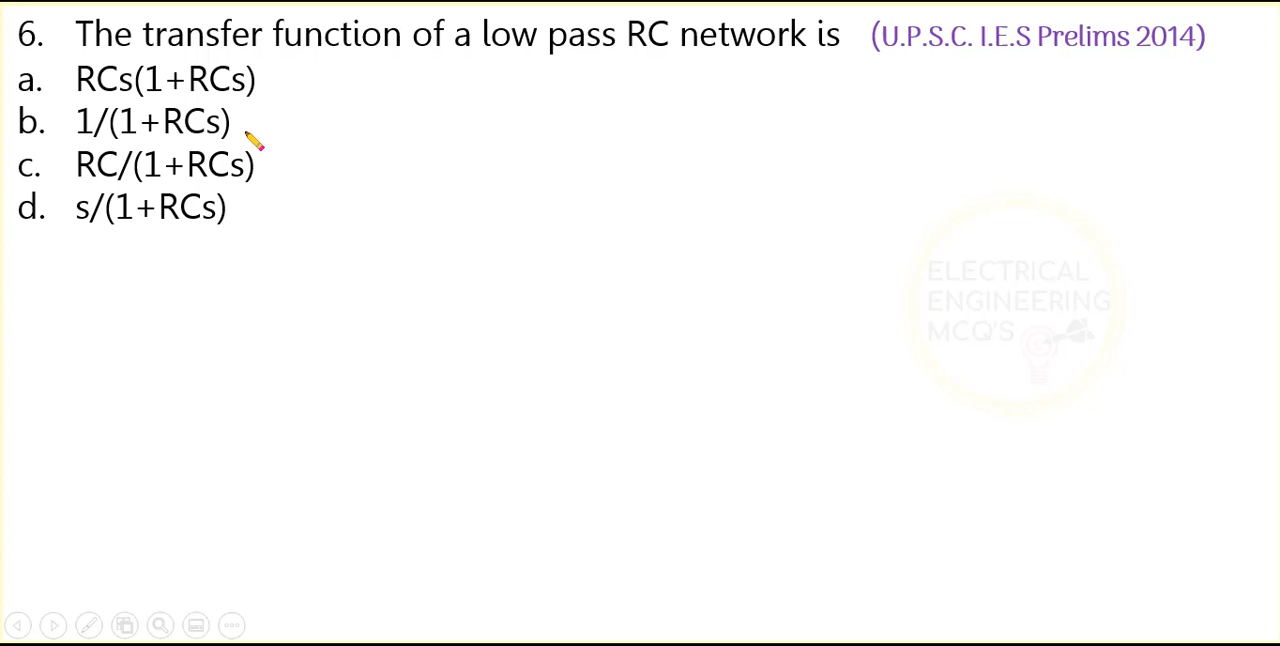 6. The transfer function of a low pass RC network is (U.P.S.C. I.E.S Prelims 2014)
a. RCs(1+RCs)
b. 1/(1+RCs)
c. RC/(1+RCs)
d. s/(1+RCs)
ELECTRICAL
ENGINEERING
MCQ'S